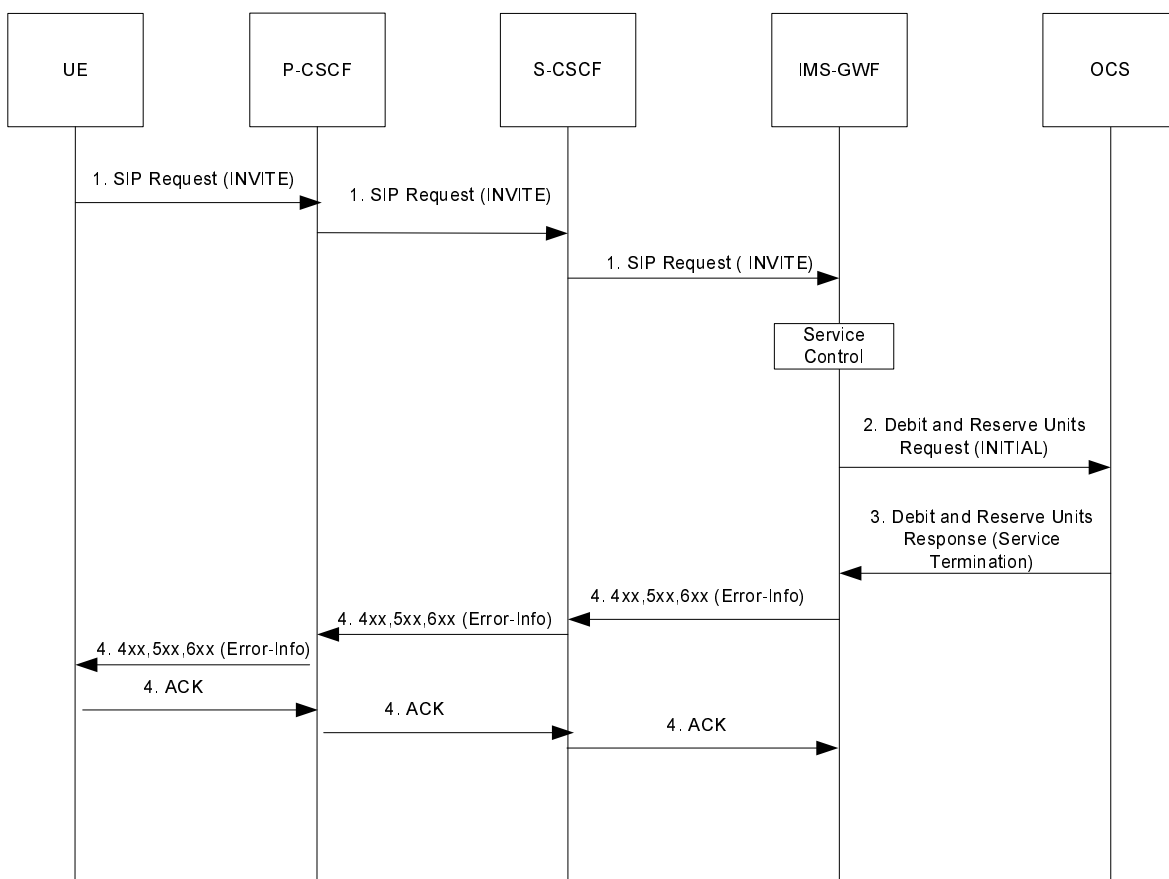 UE
P-CSCF
S-CSCF
IMS-GWF
OCS
1. SIP Request (INVITE)
1. SIP Request (INVITE)
1. SIP Request ( INVITE)
Service
Control
2. Debit and Reserve Units
Request (INITIAL)
3. Debit and Reserve Units
Response (Service
Termination)
4. 4xx,5xx,6xx (Error-Info)
4. 4xx,5xx,6xx (Error-Info)
4. 4xx,5xx,6xx (Error-Info)
4. ACK
4. ACK
4. ACK